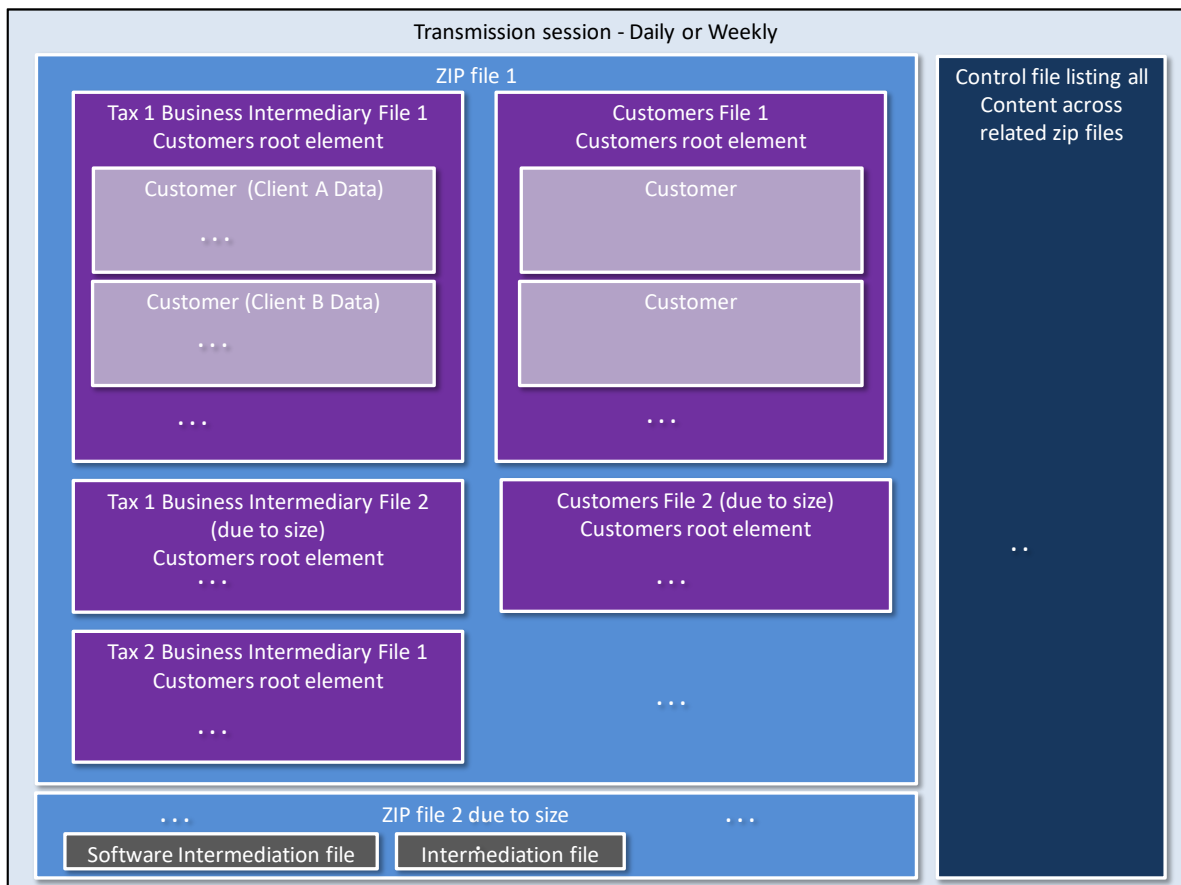 Transmission session - Daily or Weekly
ZIP file 1
Tax 1 Business Intermediary File 1
Customers root element
Customer (Client A Data)
...
Customer (Client B Data)
...
...
Customers File 1
Customers root element
Customer
Customer
...
Tax 1 Business Intermediary File 2
(due to size)
Customers root element
...
Customers File 2 (due to size)
Customers root element
...
Tax 2 Business Intermediary File 1
Customers root element
...
...
ZIP file 2 due to size
...
...
Software Intermediation file
Intermediation file
Control file listing all
Content across
related zip files
..